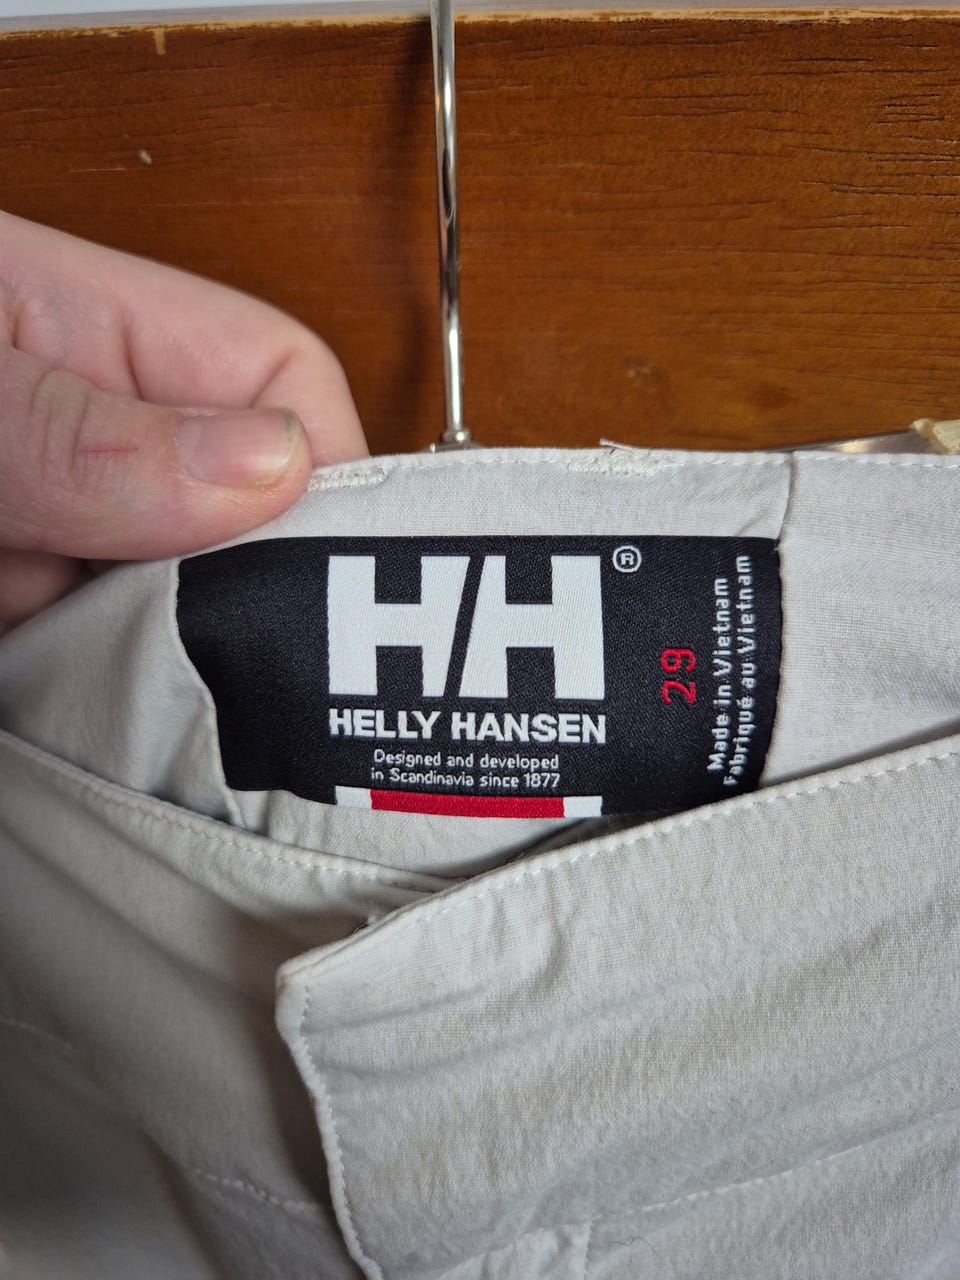 HH®
HELLY HANSEN
Designed and developed
in Scandinavia since 1877
29
Made in Vietnam
Fabriqué au Vietnam